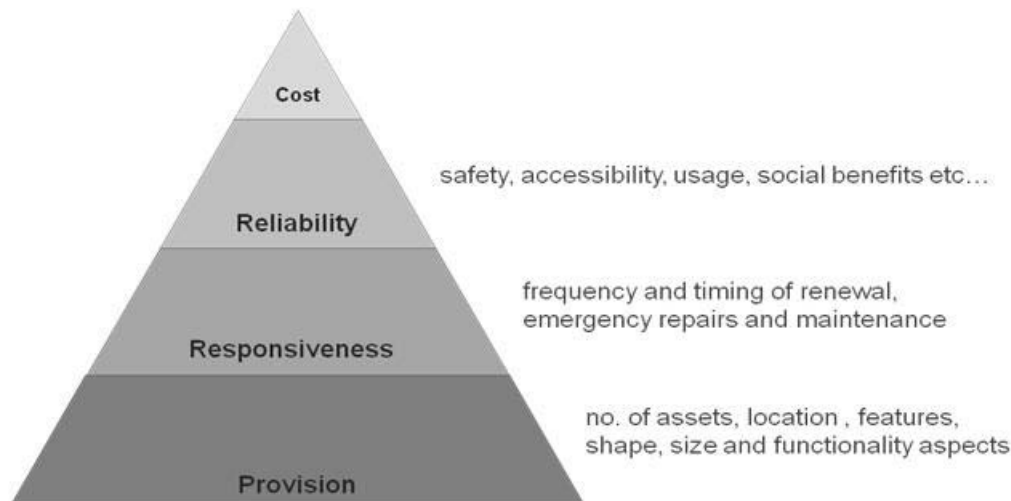 Cost
safety, accessibility, usage, social benefits etc...
Reliability
frequency and timing of renewal,
emergency repairs and maintenance
Responsiveness
no. of assets, location , features,
shape, size and functionality aspects
Provision